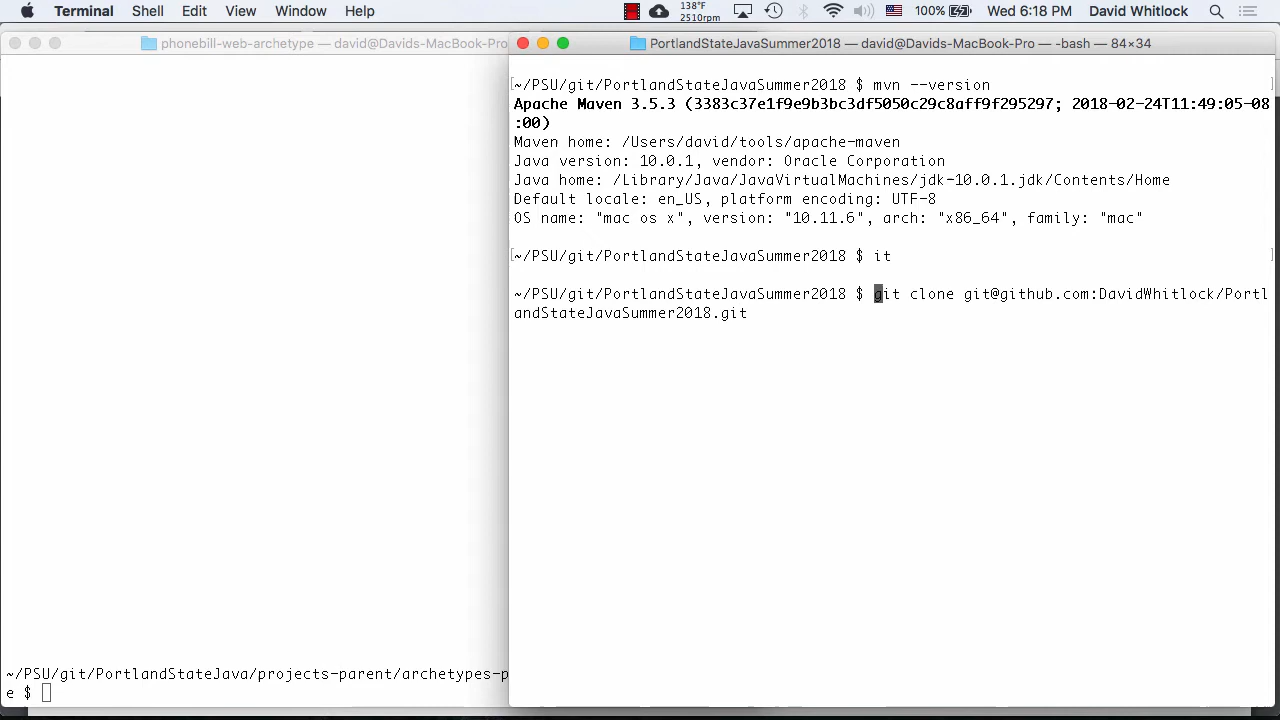 Terminal Shell Edit View Window Help 138°F 2510rpm 100% Wed 6:18 PM David Whitlock
phonebill-web-archetype — david@Davids-MacBook-Pro
PortlandStateJavaSummer2018 — david@Davids-MacBook-Pro — -bash — 84×34
[~/PSU/git/PortlandStateJavaSummer2018 $ mvn --version ]
Apache Maven 3.5.3 (3383c37e1f9e9b3bc3df5050c29c8aff9f295297; 2018-02-24T11:49:05-08
:00)
Maven home: /Users/david/tools/apache-maven
Java version: 10.0.1, vendor: Oracle Corporation
Java home: /Library/Java/JavaVirtualMachines/jdk-10.0.1.jdk/Contents/Home
Default locale: en_US, platform encoding: UTF-8
OS name: "mac os x", version: "10.11.6", arch: "x86_64", family: "mac"
[~/PSU/git/PortlandStateJavaSummer2018 $ it ]
~/PSU/git/PortlandStateJavaSummer2018 $ git clone git@github.com:DavidWhitlock/Portl
andStateJavaSummer2018.git
~/PSU/git/PortlandStateJava/projects-parent/archetypes-p
e $